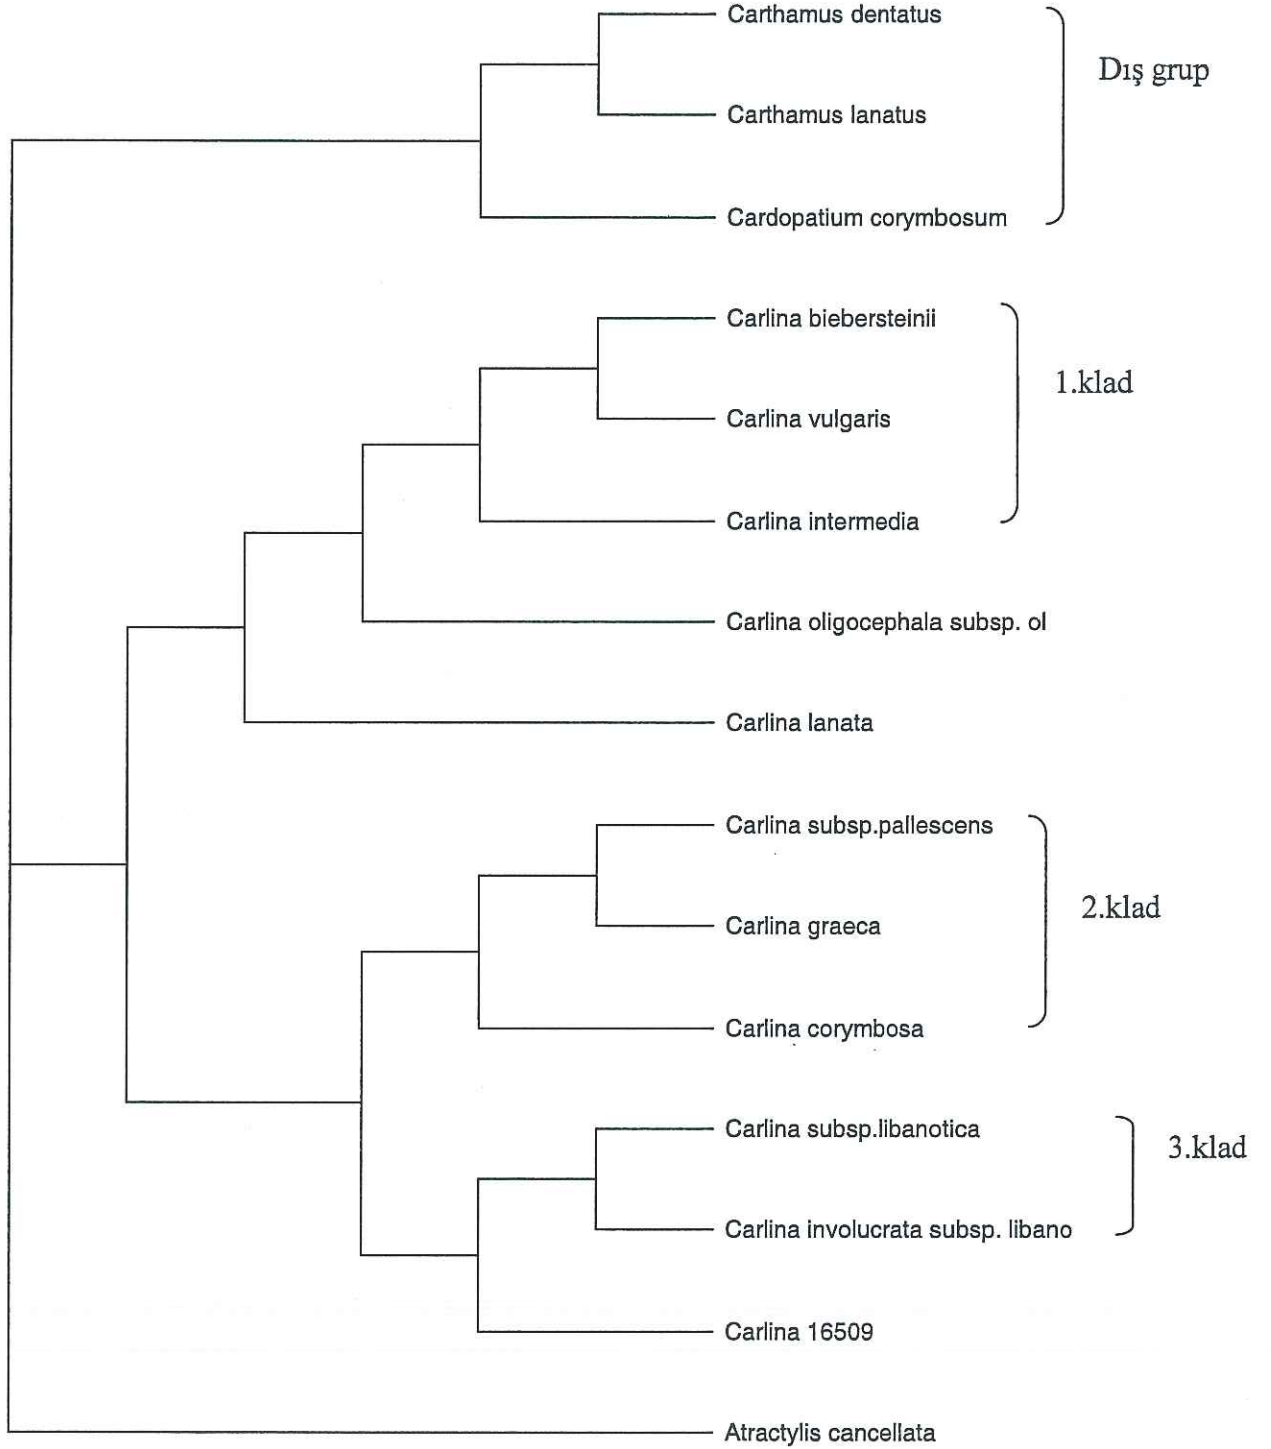 Carthamus dentatus
Dış grup
Carthamus lanatus
Cardopatium corymbosum
Carlina biebersteinii
1.klad
Carlina vulgaris
Carlina intermedia
Carlina oligocephala subsp. ol
Carlina lanata
Carlina subsp.pallescens
2.klad
Carlina graeca
Carlina corymbosa
Carlina subsp.libanotica
3.klad
Carlina involucrata subsp. libano
Carlina 16509
Atractylis cancellata